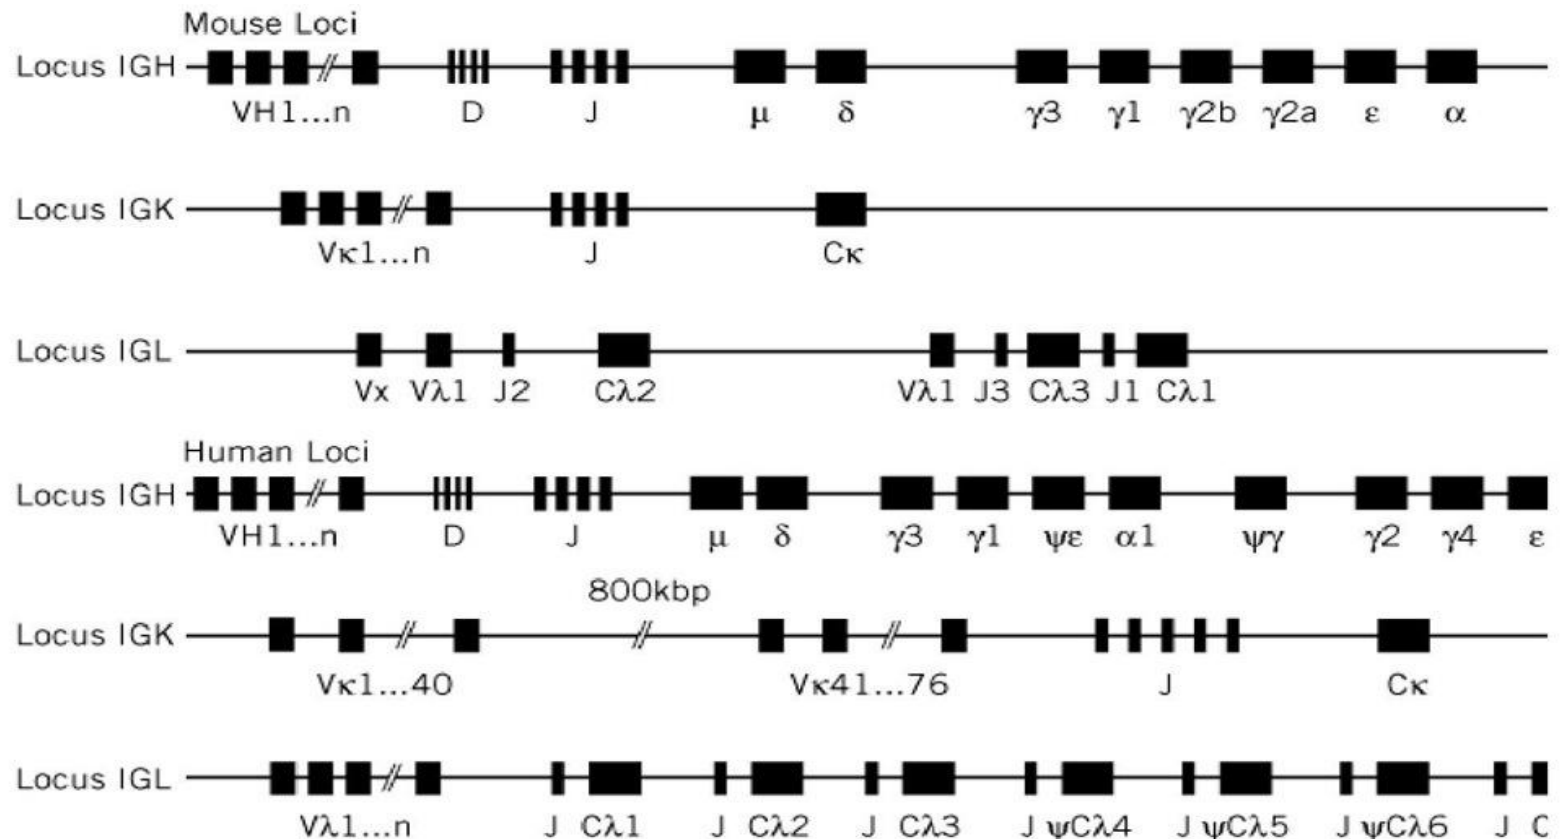 Mouse Loci
Locus IGH
VH1...n D J μ δ γ3 γ1 γ2b γ2a ε α
Locus IGK
Vκ1...n J Cκ
Locus IGL
Vx Vλ1 J2 Cλ2 Vλ1 J3 Cλ3 J1 Cλ1
Human Loci
Locus IGH
VH1...n D J μ δ γ3 γ1 ψε α1 ψγ γ2 γ4 ε
800kbp
Locus IGK
Vκ1...40 Vκ41...76 J Cκ
Locus IGL
Vλ1...n J Cλ1 J Cλ2 J Cλ3 J ψCλ4 J ψCλ5 J ψCλ6 J C